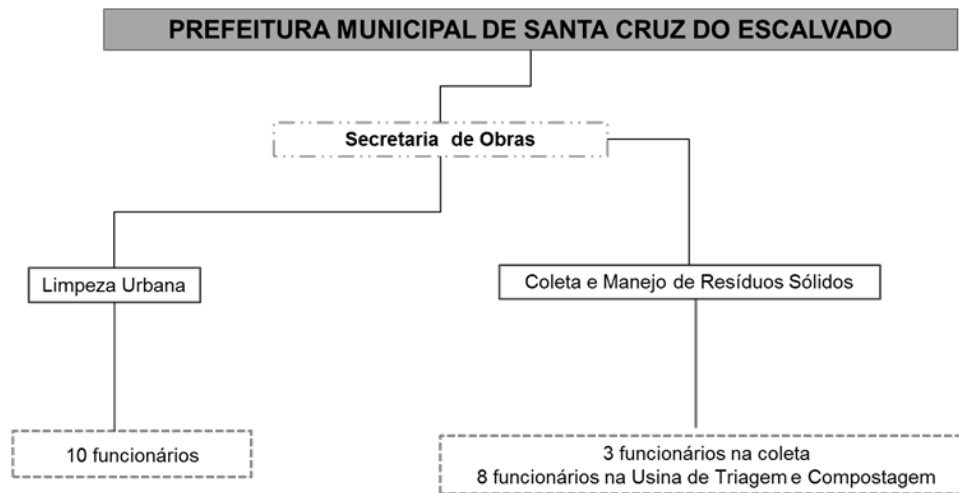 PREFEITURA MUNICIPAL DE SANTA CRUZ DO ESCALVADO
Secretaria de Obras
Limpeza Urbana
Coleta e Manejo de Resíduos Sólidos
10 funcionários
3 funcionários na coleta
8 funcionários na Usina de Triagem e Compostagem